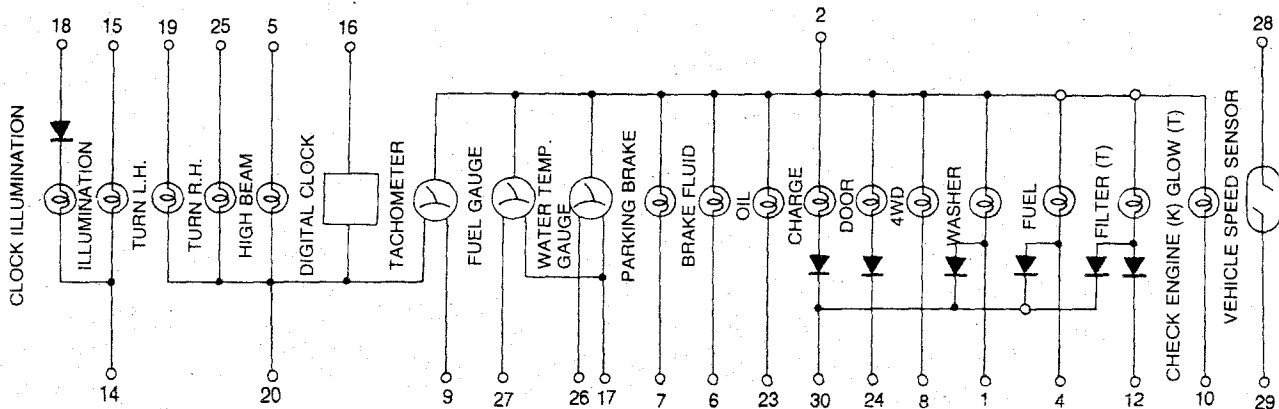 18 15 19 25 5 16 2 28
CLOCK ILLUMINATION
ILLUMINATION
TURN L.H.
TURN R.H.
HIGH BEAM
DIGITAL CLOCK
TACHOMETER
FUEL GAUGE
WATER TEMP.
GAUGE
PARKING BRAKE
BRAKE FLUID
OIL
CHARGE
DOOR
4WD
WASHER
FUEL
FILTER (T)
CHECK ENGINE (K) GLOW (T)
VEHICLE SPEED SENSOR
14 20 9 27 26 17 7 6 23 30 24 8 1 4 12 10 29